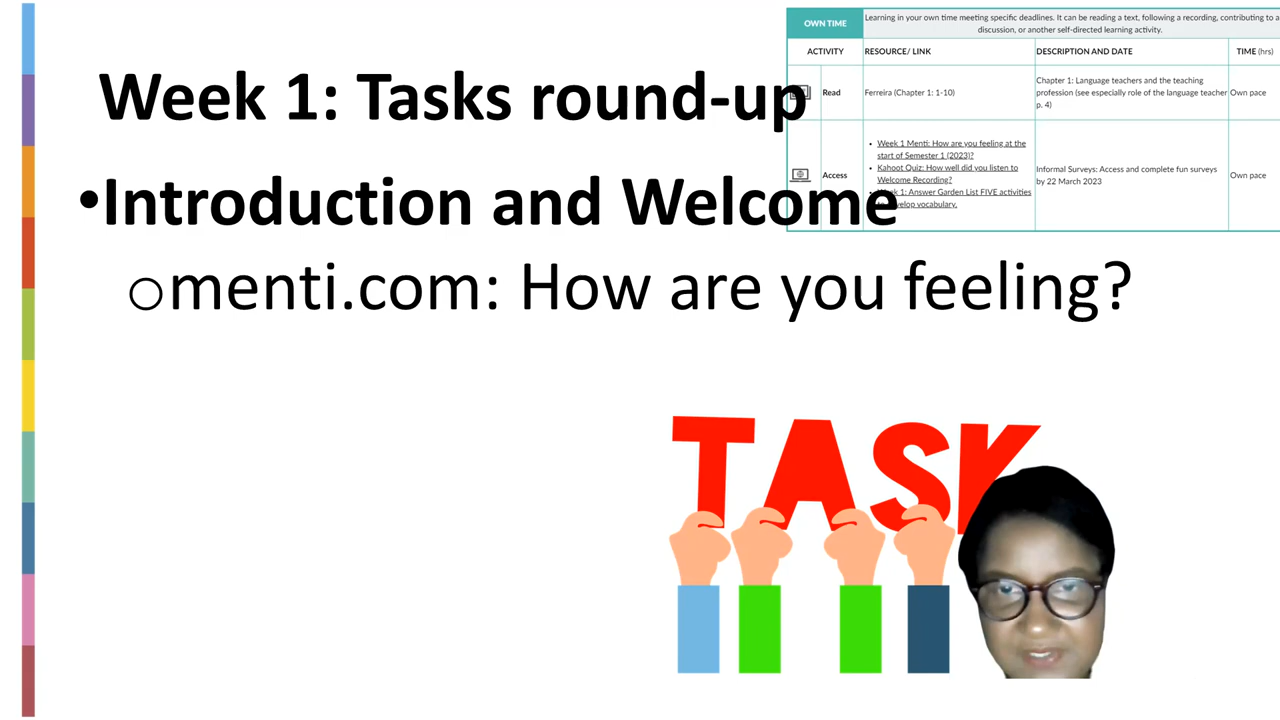 Week 1: Tasks round-up
•Introduction and Welcome
omenti.com: How are you feeling?
OWN TIME
Learning in your own time meeting specific deadlines. It can be reading a text, following a recording, contributing to a
discussion, or another self-directed learning activity.
ACTIVITY RESOURCE/ LINK DESCRIPTION AND DATE TIME (hrs)
Read
Ferreira (Chapter 1: 1-10)
Chapter 1: Language teachers and the teaching
profession (see especially role of the language teacher
p. 4)
Own pace
Access
• Week 1 Menti: How are you feeling at the
start of Semester 1 (2023)?
• Kahoot Quiz: How well did you listen to
Welcome Recording?
1: Answer Garden List FIVE activities
vocabulary.
Informal Surveys: Access and complete fun surveys
by 22 March 2023
Own pace
TASK